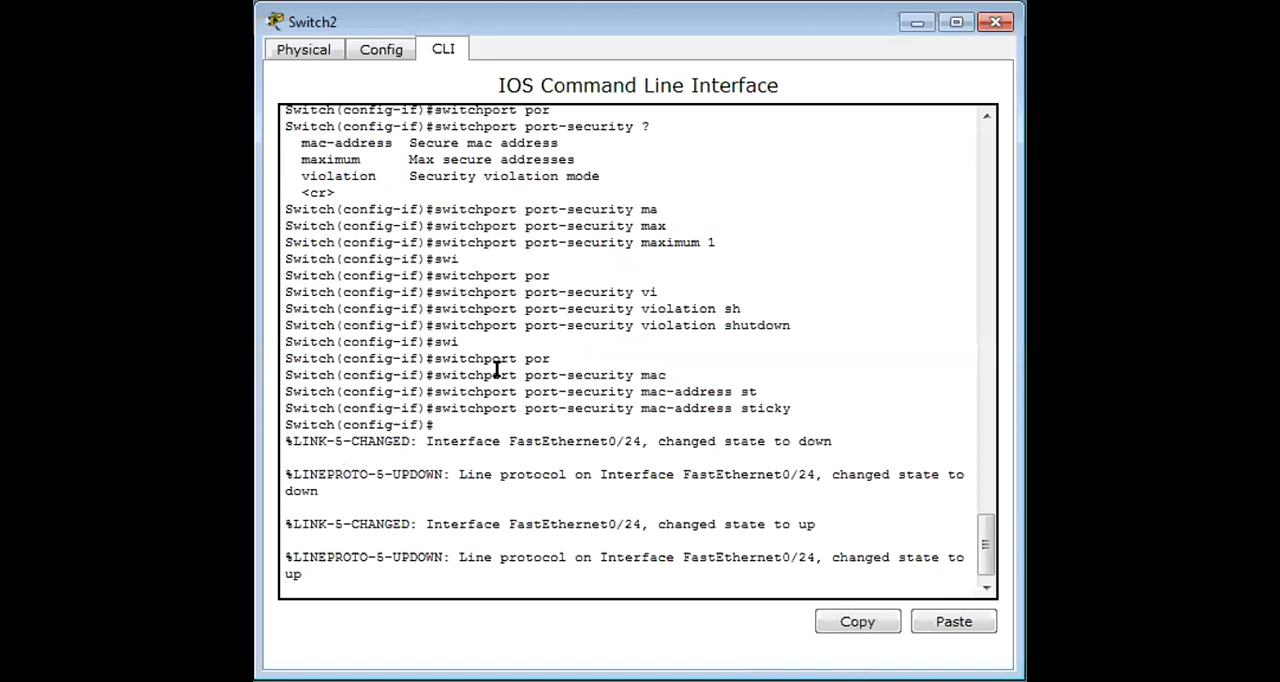 Switch2
Physical
Config
CLI
IOS Command Line Interface
Switch(config-if)#switchport por
Switch(config-if)#switchport port-security ?
mac-address  Secure mac address
maximum      Max secure addresses
violation    Security violation mode
<cr>
Switch(config-if)#switchport port-security ma
Switch(config-if)#switchport port-security max
Switch(config-if)#switchport port-security maximum 1
Switch(config-if)#swi
Switch(config-if)#switchport por
Switch(config-if)#switchport port-security vi
Switch(config-if)#switchport port-security violation sh
Switch(config-if)#switchport port-security violation shutdown
Switch(config-if)#swi
Switch(config-if)#switchport por
Switch(config-if)#switchport port-security mac
Switch(config-if)#switchport port-security mac-address st
Switch(config-if)#switchport port-security mac-address sticky
Switch(config-if)#
%LINK-5-CHANGED: Interface FastEthernet0/24, changed state to down
%LINEPROTO-5-UPDOWN: Line protocol on Interface FastEthernet0/24, changed state to
down
%LINK-5-CHANGED: Interface FastEthernet0/24, changed state to up
%LINEPROTO-5-UPDOWN: Line protocol on Interface FastEthernet0/24, changed state to
up
Copy
Paste